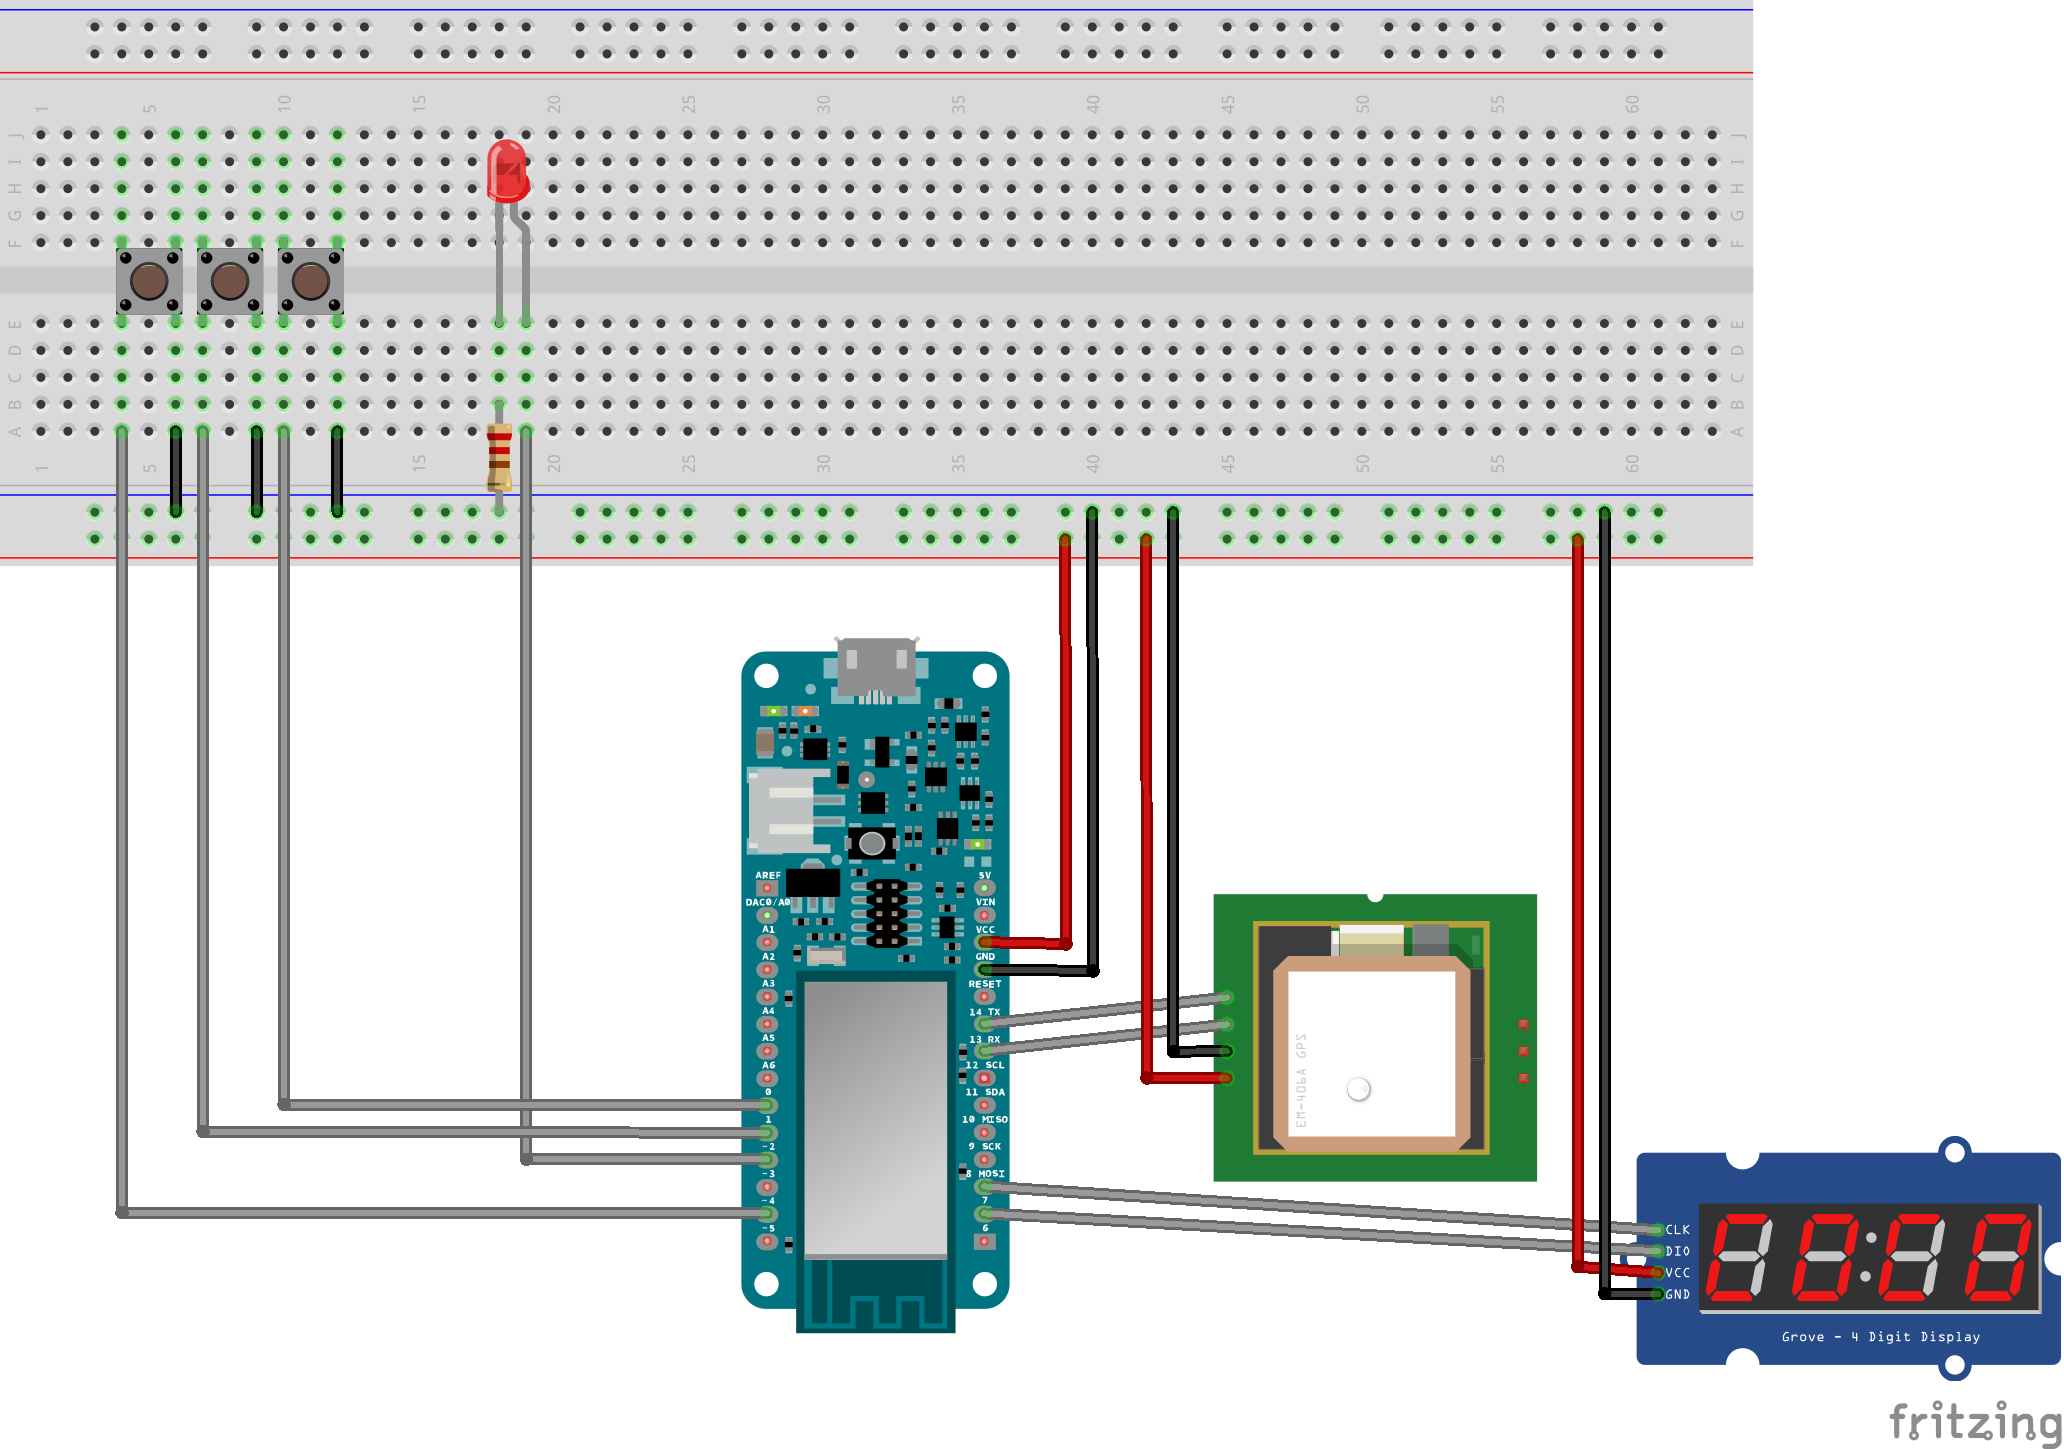 1 5 10 15 20 25 30 35 40 45 50 55 60
J J
I I
H H
G G
F F
E E
D D
C C
B B
A A
1 5 15 20 25 30 35 40 45 50 55 60
AREF 5V
DAC0/A0 VIN
A1 VCC
A2 GND
A3 RESET
A4 14 TX
A5 13 RX
A6 12 SCL
0 11 SDA
1 10 MISO
~2 9 SCK
~3 8 MOSI
~4 7
~5 6
EM-406A GPS
CLK
DIO
VCC
GND
Grove - 4 Digit Display
fritzing